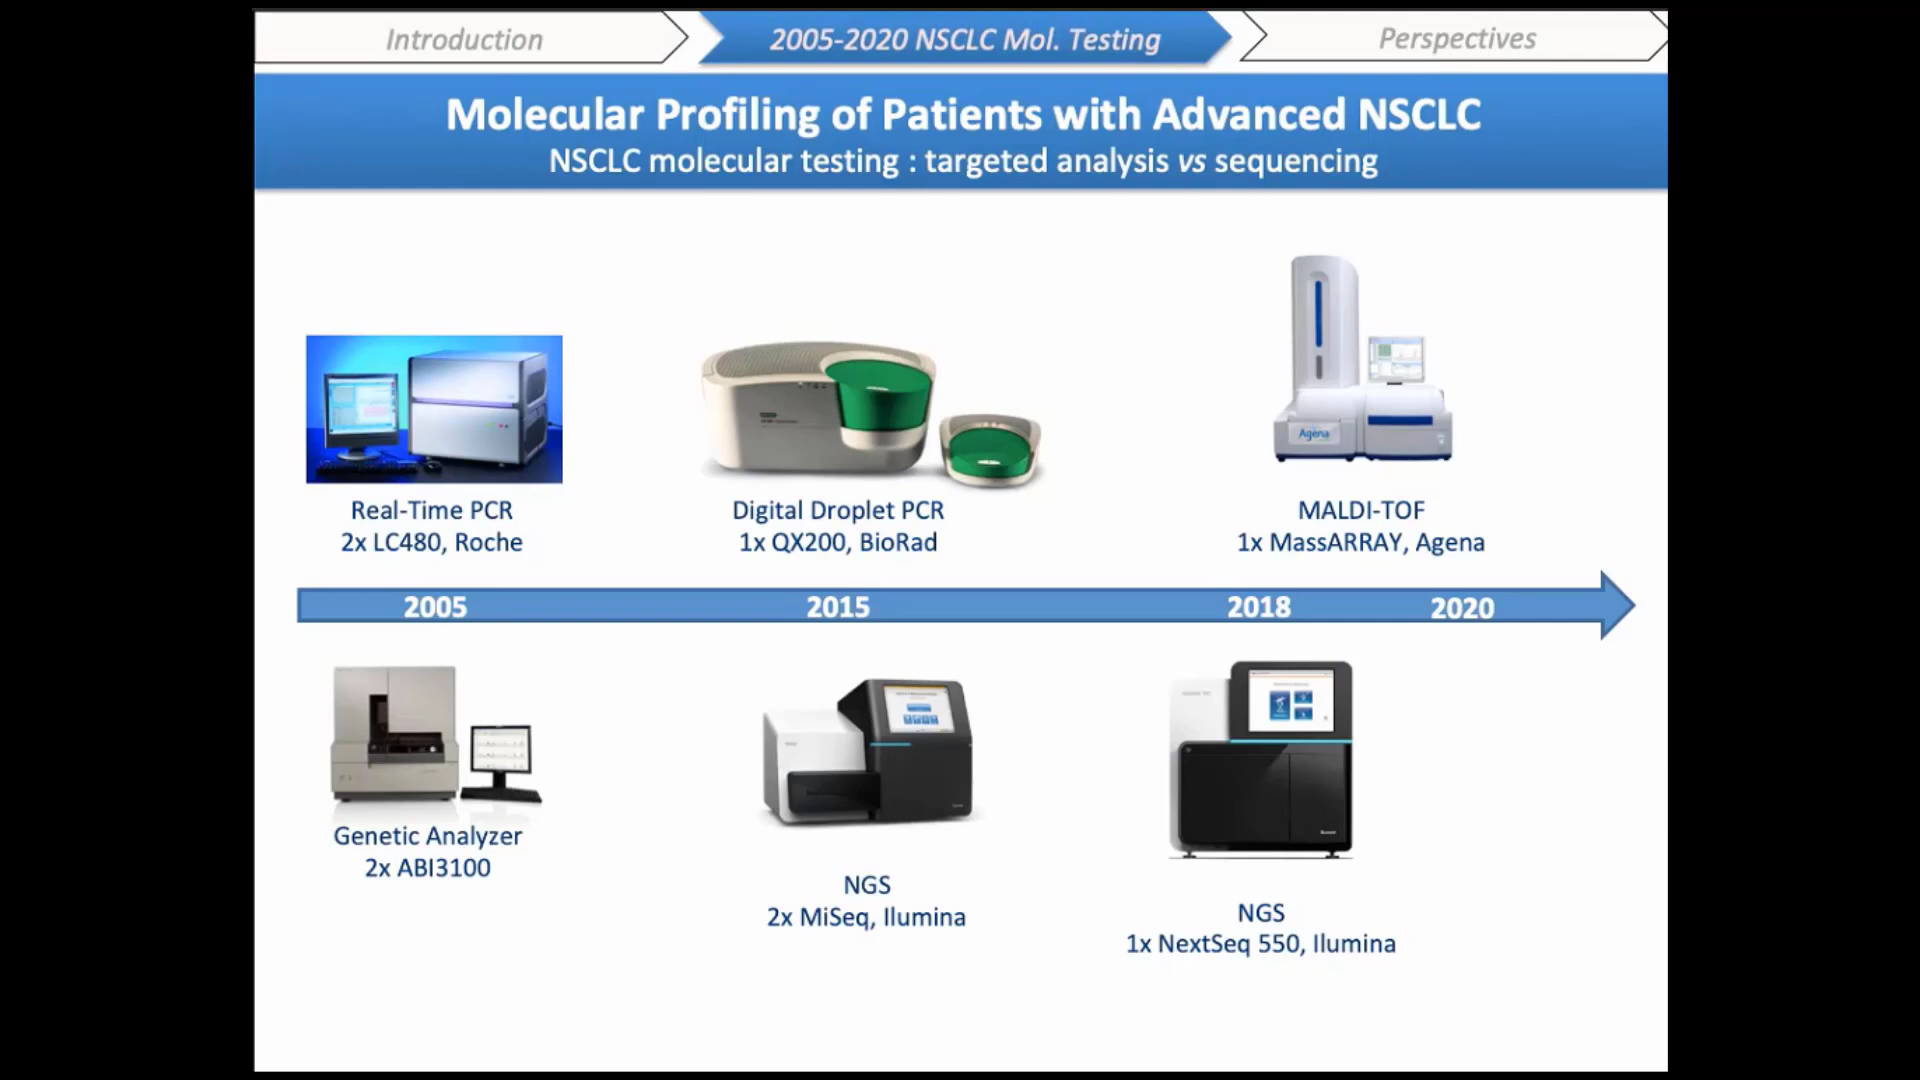 Introduction
2005-2020 NSCLC Mol. Testing
Perspectives
Molecular Profiling of Patients with Advanced NSCLC
NSCLC molecular testing : targeted analysis vs sequencing
Agena
Real-Time PCR
2x LC480, Roche
Digital Droplet PCR
1x QX200, BioRad
MALDI-TOF
1x MassARRAY, Agena
2005
2015
2018
2020
Genetic Analyzer
2x ABI3100
NGS
2x MiSeq, Ilumina
NGS
1x NextSeq 550, Ilumina